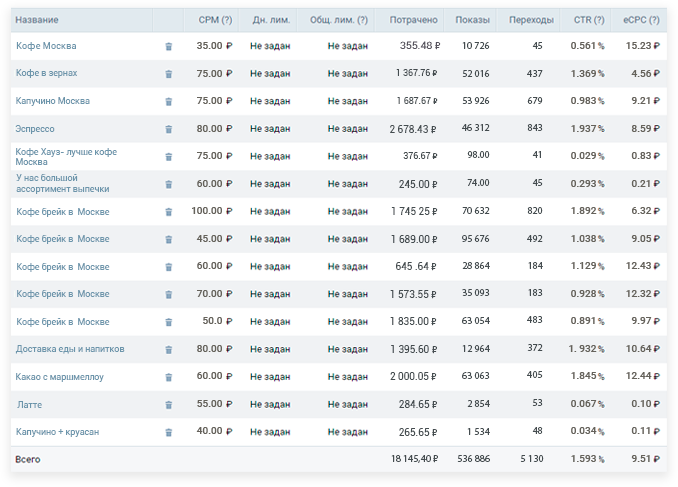 Название CPM (?) Дн. лим. Общ. лим. (?) Потрачено Показы Переходы CTR (?) eCPC (?)
Кофе Москва 35.00 ₽ Не задан Не задан 355.48 ₽ 10 726 45 0.561 % 15.23 ₽
Кофе в зернах 75.00 ₽ Не задан Не задан 1 367.76 ₽ 52 016 437 1.369 % 4.56 ₽
Капучино Москва 75.00 ₽ Не задан Не задан 1 687.67 ₽ 53 926 679 0.983 % 9.21 ₽
Эспрессо 80.00 ₽ Не задан Не задан 2 678.43 ₽ 46 312 843 1.937 % 8.59 ₽
Кофе Хауз- лучше кофе
Москва 75.00 ₽ Не задан Не задан 376.67 ₽ 98.00 41 0.029 % 0.83 ₽
У нас большой
ассортимент выпечки 60.00 ₽ Не задан Не задан 245.00 ₽ 74.00 45 0.293 % 0.21 ₽
Кофе брейк в Москве 100.00 ₽ Не задан Не задан 1 745 25 ₽ 70 632 820 1.892 % 6.32 ₽
Кофе брейк в Москве 45.00 ₽ Не задан Не задан 1 689.00 ₽ 95 676 492 1.038 % 9.05 ₽
Кофе брейк в Москве 60.00 ₽ Не задан Не задан 645 .64 ₽ 28 864 184 1.129 % 12.43 ₽
Кофе брейк в Москве 70.00 ₽ Не задан Не задан 1 573.55 ₽ 35 093 183 0.928 % 12.32 ₽
Кофе брейк в Москве 50.0 ₽ Не задан Не задан 1 835.00 ₽ 63 054 483 0.891 % 9.97 ₽
Доставка еды и напитков 80.00 ₽ Не задан Не задан 1 395.60 ₽ 12 964 372 1. 932 % 10.64 ₽
Какао с маршмеллоу 60.00 ₽ Не задан Не задан 2 000.05 ₽ 63 063 405 1.845 % 12.44 ₽
Латте 55.00 ₽ Не задан Не задан 284.65 ₽ 2 854 53 0.067 % 0.10 ₽
Капучино + круасан 40.00 ₽ Не задан Не задан 265.65 ₽ 1 534 48 0.034 % 0.11 ₽
Всего 18 145,40 ₽ 536 886 5 130 1.593 % 9.51 ₽